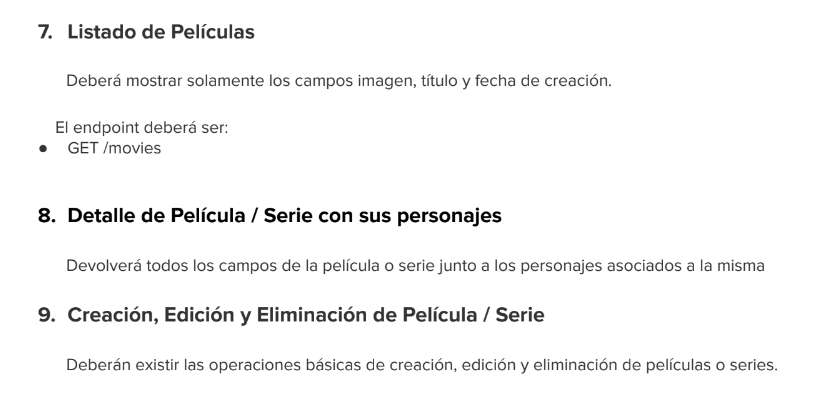 7. Listado de Películas
Deberá mostrar solamente los campos imagen, título y fecha de creación.
El endpoint deberá ser:
● GET /movies
8. Detalle de Película / Serie con sus personajes
Devolverá todos los campos de la película o serie junto a los personajes asociados a la misma
9. Creación, Edición y Eliminación de Película / Serie
Deberán existir las operaciones básicas de creación, edición y eliminación de películas o series.